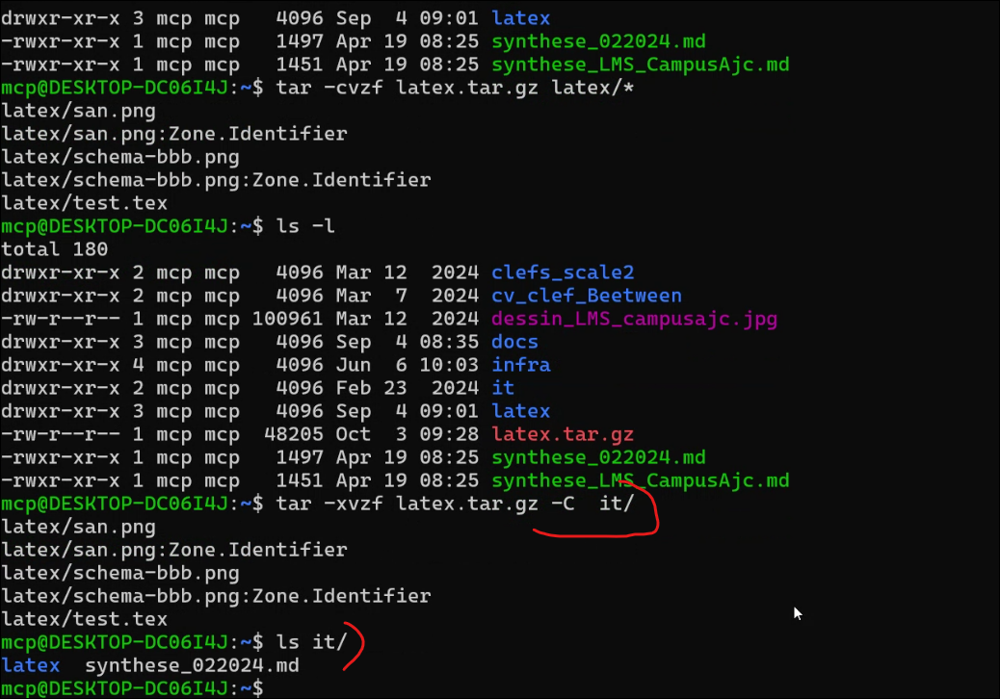 drwxr-xr-x 3 mcp mcp   4096 Sep  4 09:01 latex
-rwxr-xr-x 1 mcp mcp   1497 Apr 19 08:25 synthese_022024.md
-rwxr-xr-x 1 mcp mcp   1451 Apr 19 08:25 synthese_LMS_CampusAjc.md
mcp@DESKTOP-DC06I4J:~$ tar -cvzf latex.tar.gz latex/*
latex/san.png
latex/san.png:Zone.Identifier
latex/schema-bbb.png
latex/schema-bbb.png:Zone.Identifier
latex/test.tex
mcp@DESKTOP-DC06I4J:~$ ls -l
total 180
drwxr-xr-x 2 mcp mcp   4096 Mar 12  2024 clefs_scale2
drwxr-xr-x 2 mcp mcp   4096 Mar  7  2024 cv_clef_Beetween
-rw-r--r-- 1 mcp mcp 100961 Mar 12  2024 dessin_LMS_campusajc.jpg
drwxr-xr-x 3 mcp mcp   4096 Sep  4 08:35 docs
drwxr-xr-x 4 mcp mcp   4096 Jun  6 10:03 infra
drwxr-xr-x 2 mcp mcp   4096 Feb 23  2024 it
drwxr-xr-x 3 mcp mcp   4096 Sep  4 09:01 latex
-rw-r--r-- 1 mcp mcp  48205 Oct  3 09:28 latex.tar.gz
-rwxr-xr-x 1 mcp mcp   1497 Apr 19 08:25 synthese_022024.md
-rwxr-xr-x 1 mcp mcp   1451 Apr 19 08:25 synthese_LMS_CampusAjc.md
mcp@DESKTOP-DC06I4J:~$ tar -xvzf latex.tar.gz -C  it/
latex/san.png
latex/san.png:Zone.Identifier
latex/schema-bbb.png
latex/schema-bbb.png:Zone.Identifier
latex/test.tex
mcp@DESKTOP-DC06I4J:~$ ls it/
latex  synthese_022024.md
mcp@DESKTOP-DC06I4J:~$